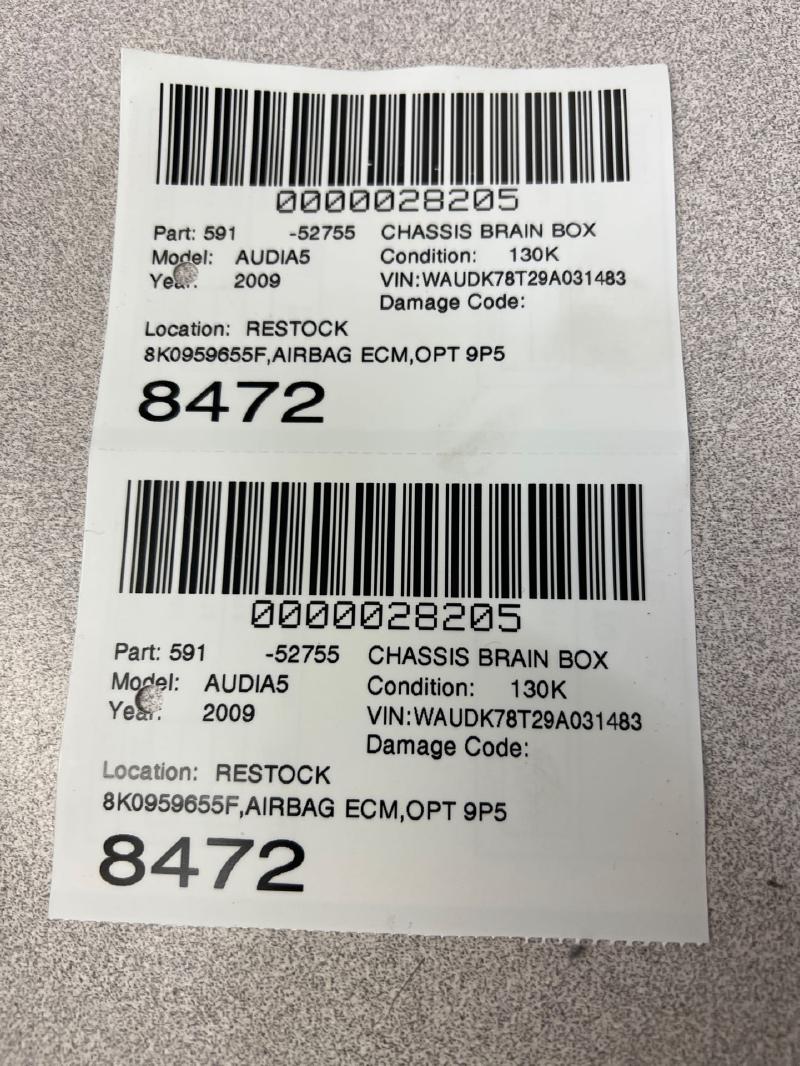 0000028205
Part: 591 -52755 CHASSIS BRAIN BOX
Model: AUDIA5 Condition: 130K
Year: 2009 VIN:WAUDK78T29A031483
Damage Code:
Location: RESTOCK
8K0959655F,AIRBAG ECM,OPT 9P5
8472
0000028205
Part: 591 -52755 CHASSIS BRAIN BOX
Model: AUDIA5 Condition: 130K
Year: 2009 VIN:WAUDK78T29A031483
Damage Code:
Location: RESTOCK
8K0959655F,AIRBAG ECM,OPT 9P5
8472